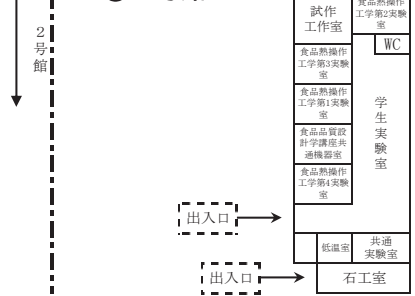 試作
工作室
食品熱操作
工学第2実験
室
WC
2
号
館
食品熱操作
工学第3実験
室
食品熱操作
工学第1実験
室
学
生
実
験
室
食品品質設
計学講座共
通機器室
食品熱操作
工学第4実験
室
出入口
低温室
共通
実験室
出入口
石工室